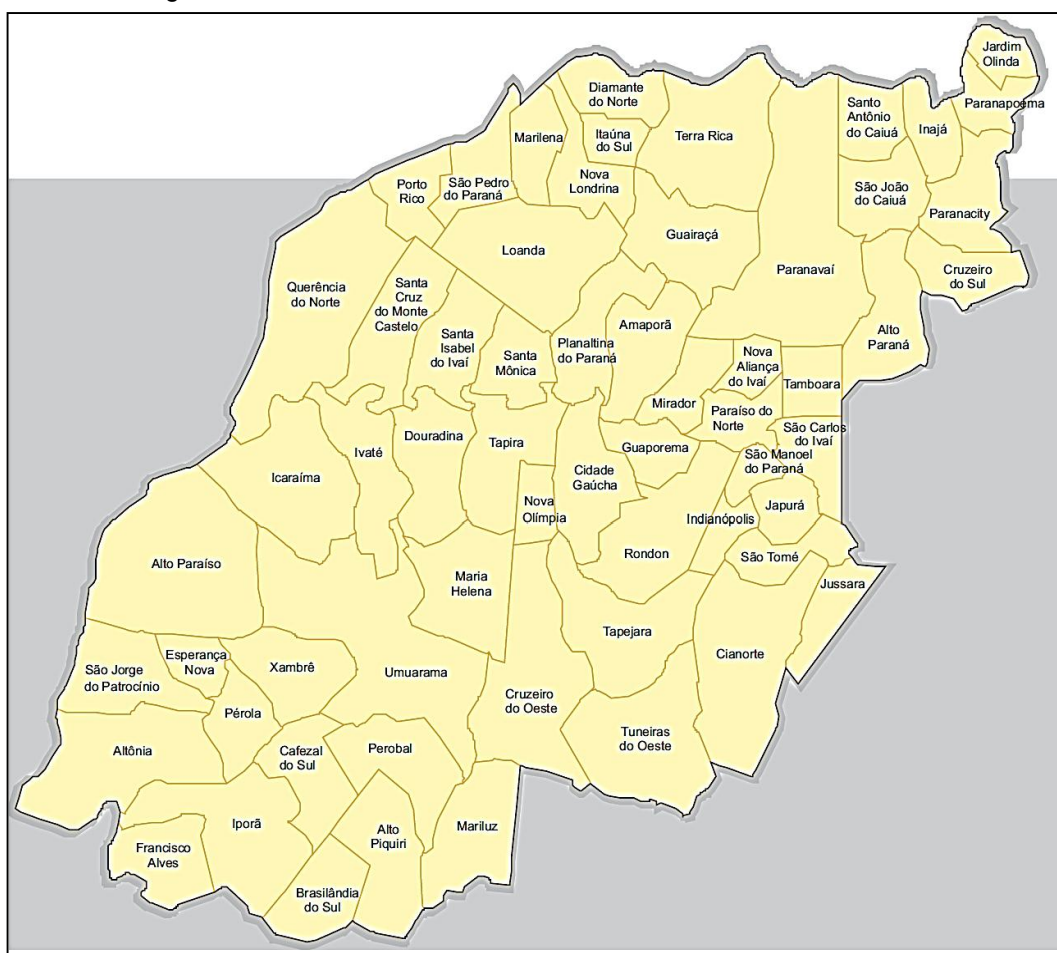 Jardim
Olinda
Diamante
do Norte
Santo
Antônio
do Caiuá
Paranapoema
Marilena
Itaúna
do Sul
Terra Rica
Inajá
Porto
Rico
São Pedro
do Paraná
Nova
Londrina
São João
do Caiuá
Paranacity
Loanda
Guairaçá
Paranavaí
Cruzeiro
do Sul
Querência
do Norte
Santa
Cruz
do Monte
Castelo
Santa
Isabel
do Ivaí
Santa
Mônica
Planaltina
do Paraná
Amaporã
Nova
Aliança
do Ivaí
Alto
Paraná
Tamboara
Mirador
Paraíso do
Norte
São Carlos
do Ivaí
Icaraíma
Ivaté
Douradina
Tapira
Cidade
Gaúcha
Guaporema
São Manoel
do Paraná
Nova
Olímpia
Indianópolis
Japurá
Alto Paraíso
Maria
Helena
Rondon
São Tomé
Jussara
Tapejara
Cianorte
São Jorge
do Patrocínio
Esperança
Nova
Xambrê
Umuarama
Cruzeiro
do Oeste
Pérola
Tuneiras
do Oeste
Altônia
Cafezal
do Sul
Perobal
Iporã
Alto
Piquiri
Mariluz
Francisco
Alves
Brasilândia
do Sul